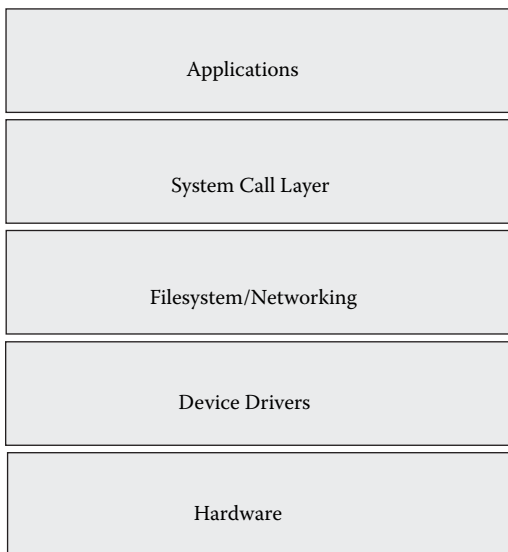 Applications
System Call Layer
Filesystem/Networking
Device Drivers
Hardware